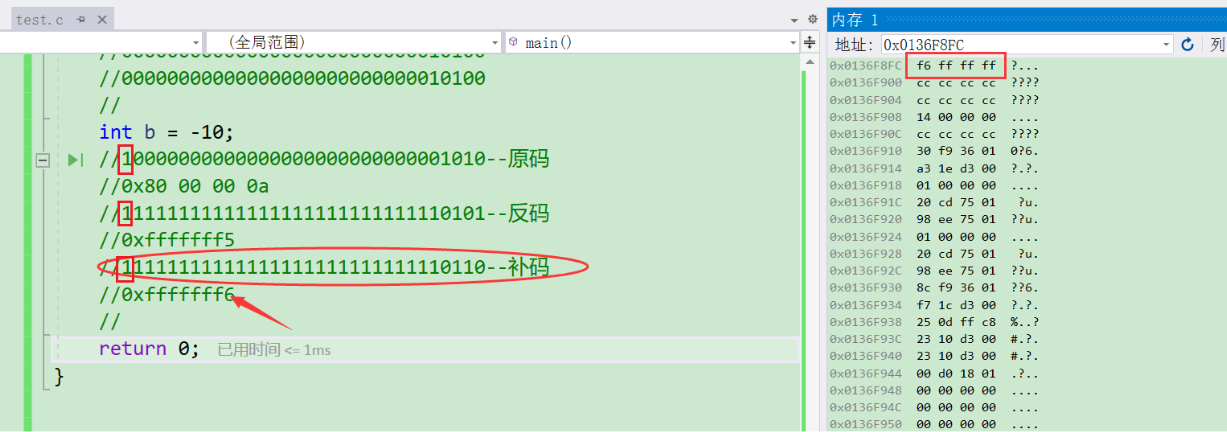 test.c
(全局范围)
main()
//00000000000000000000000000010100
//
int b = -10;
//10000000000000000000000000001010--原码
//0x80 00 00 0a
//11111111111111111111111111110101--反码
//0xfffffff5
//11111111111111111111111111110110--补码
//0xfffffff6
//
return 0; 已用时间 <= 1ms
}
内存 1
地址: 0x0136F8FC 列
0x0136F8FC f6 ff ff ff ?...
0x0136F900 cc cc cc cc ????
0x0136F904 cc cc cc cc ????
0x0136F908 14 00 00 00 ....
0x0136F90C cc cc cc cc ????
0x0136F910 30 f9 36 01 0?6.
0x0136F914 a3 1e d3 00 ?.?.
0x0136F918 01 00 00 00 ....
0x0136F91C 20 cd 75 01 ?u.
0x0136F920 98 ee 75 01 ??u.
0x0136F924 01 00 00 00 ....
0x0136F928 20 cd 75 01 ?u.
0x0136F92C 98 ee 75 01 ??u.
0x0136F930 8c f9 36 01 ??6.
0x0136F934 f7 1c d3 00 ?.?.
0x0136F938 25 0d ff c8 %..?
0x0136F93C 23 10 d3 00 #.?.
0x0136F940 23 10 d3 00 #.?.
0x0136F944 00 d0 18 01 .?..
0x0136F948 00 00 00 00 ....
0x0136F94C 00 00 00 00 ....
0x0136F950 00 00 00 00 ....